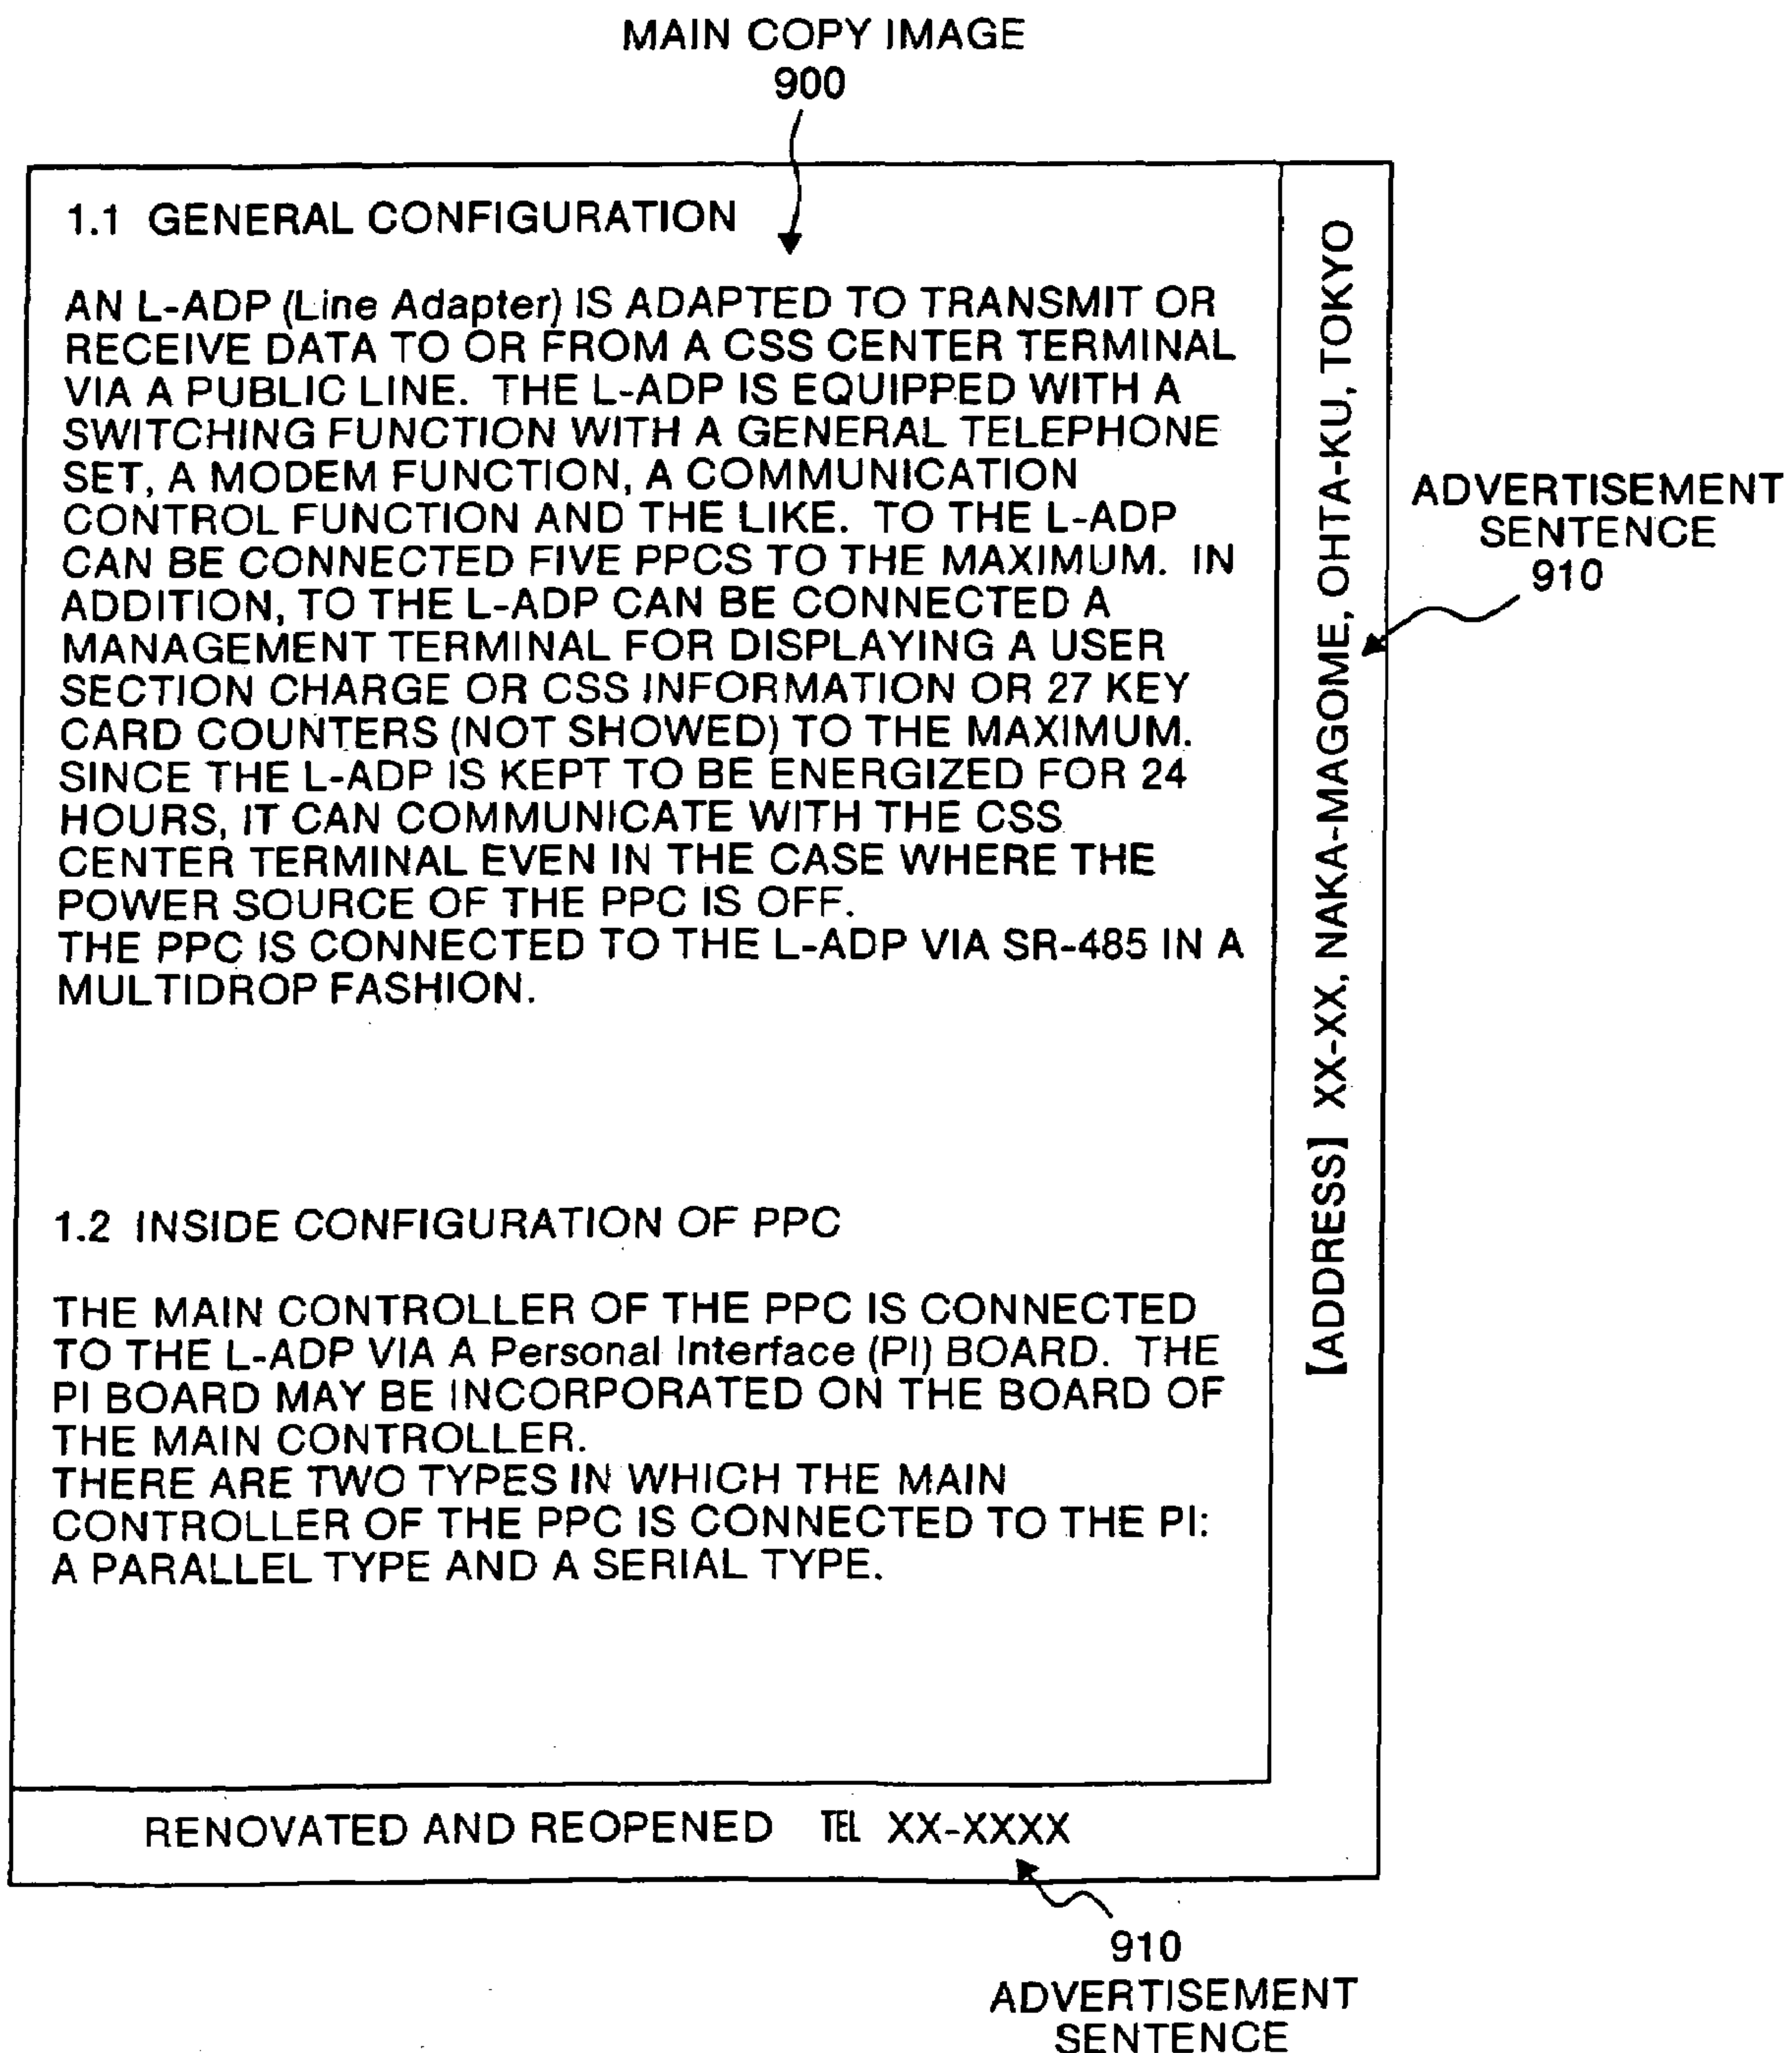 MAIN COPY IMAGE
900
1.1 GENERAL CONFIGURATION
AN L-ADP (Line Adapter) IS ADAPTED TO TRANSMIT OR
RECEIVE DATA TO OR FROM A CSS CENTER TERMINAL
VIA A PUBLIC LINE. THE L-ADP IS EQUIPPED WITH A
SWITCHING FUNCTION WITH A GENERAL TELEPHONE
SET, A MODEM FUNCTION, A COMMUNICATION
CONTROL FUNCTION AND THE LIKE. TO THE L-ADP
CAN BE CONNECTED FIVE PPCS TO THE MAXIMUM. IN
ADDITION, TO THE L-ADP CAN BE CONNECTED A
MANAGEMENT TERMINAL FOR DISPLAYING A USER
SECTION CHARGE OR CSS INFORMATION OR 27 KEY
CARD COUNTERS (NOT SHOWED) TO THE MAXIMUM.
SINCE THE L-ADP IS KEPT TO BE ENERGIZED FOR 24
HOURS, IT CAN COMMUNICATE WITH THE CSS
CENTER TERMINAL EVEN IN THE CASE WHERE THE
POWER SOURCE OF THE PPC IS OFF.
THE PPC IS CONNECTED TO THE L-ADP VIA SR-485 IN A
MULTIDROP FASHION.
1.2 INSIDE CONFIGURATION OF PPC
THE MAIN CONTROLLER OF THE PPC IS CONNECTED
TO THE L-ADP VIA A Personal Interface (PI) BOARD. THE
PI BOARD MAY BE INCORPORATED ON THE BOARD OF
THE MAIN CONTROLLER.
THERE ARE TWO TYPES IN WHICH THE MAIN
CONTROLLER OF THE PPC IS CONNECTED TO THE PI:
A PARALLEL TYPE AND A SERIAL TYPE.
[ADDRESS] XX-XX, NAKA-MAGOME, OHTA-KU, TOKYO
ADVERTISEMENT
SENTENCE
910
RENOVATED AND REOPENED TEL XX-XXXX
910
ADVERTISEMENT
SENTENCE